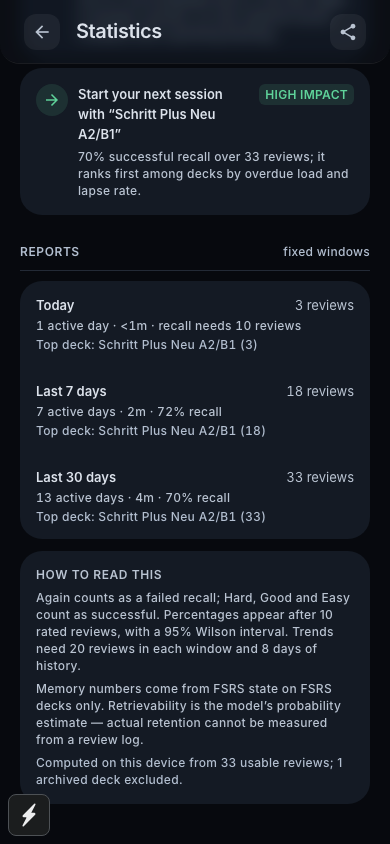 Statistics
Start your next session
HIGH IMPACT
with “Schritt Plus Neu
A2/B1”
70% successful recall over 33 reviews; it
ranks first among decks by overdue load and
lapse rate.
REPORTS
fixed windows
Today
3 reviews
1 active day · <1m · recall needs 10 reviews
Top deck: Schritt Plus Neu A2/B1 (3)
Last 7 days
18 reviews
7 active days · 2m · 72% recall
Top deck: Schritt Plus Neu A2/B1 (18)
Last 30 days
33 reviews
13 active days · 4m · 70% recall
Top deck: Schritt Plus Neu A2/B1 (33)
HOW TO READ THIS
Again counts as a failed recall; Hard, Good and Easy
count as successful. Percentages appear after 10
rated reviews, with a 95% Wilson interval. Trends
need 20 reviews in each window and 8 days of
history.
Memory numbers come from FSRS state on FSRS
decks only. Retrievability is the model’s probability
estimate — actual retention cannot be measured
from a review log.
Computed on this device from 33 usable reviews; 1
archived deck excluded.